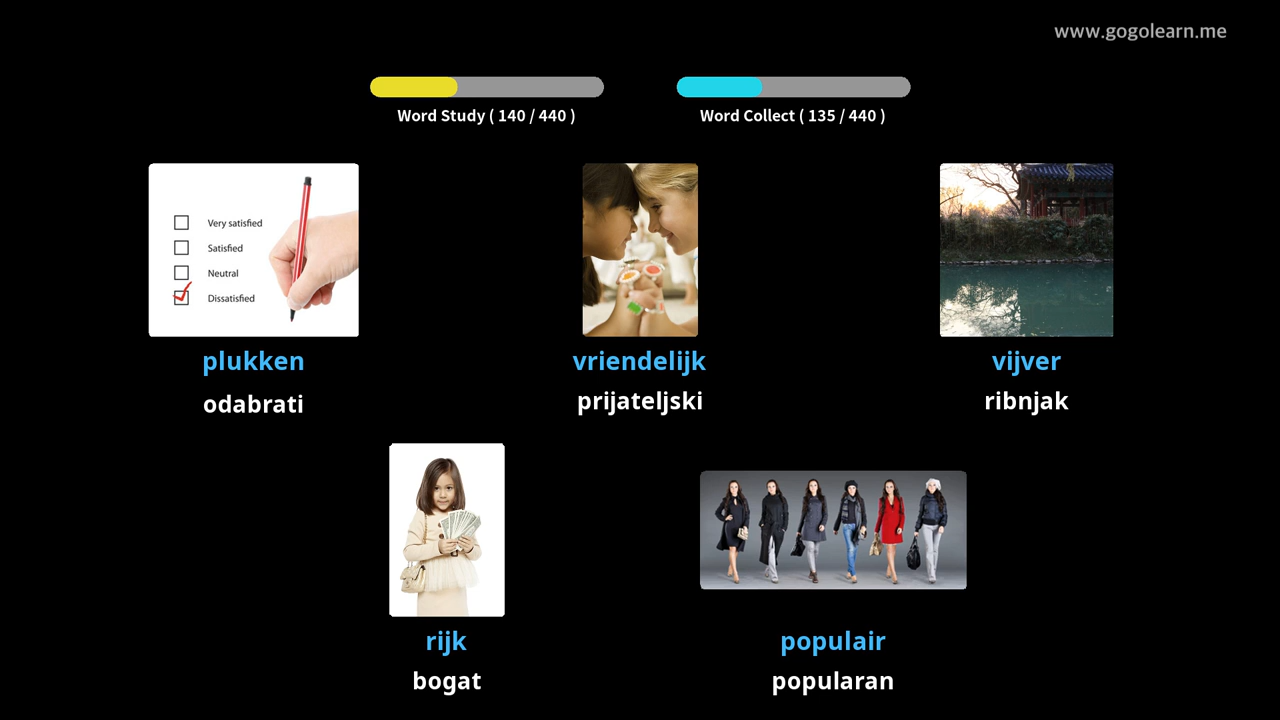 www.gogolearn.me
Word Study ( 140 / 440 )
Word Collect ( 135 / 440 )
Very satisfied
Satisfied
Neutral
Dissatisfied
plukken
odabrati
vriendelijk
prijateljski
vijver
ribnjak
rijk
bogat
populair
popularan